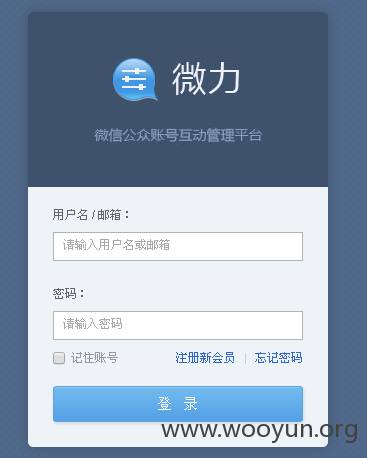 微力
微信公众账号互动管理平台
用户名 / 邮箱：
请输入用户名或邮箱
密码：
请输入密码
记住账号 注册新会员 | 忘记密码
登 录
www.wooyun.org